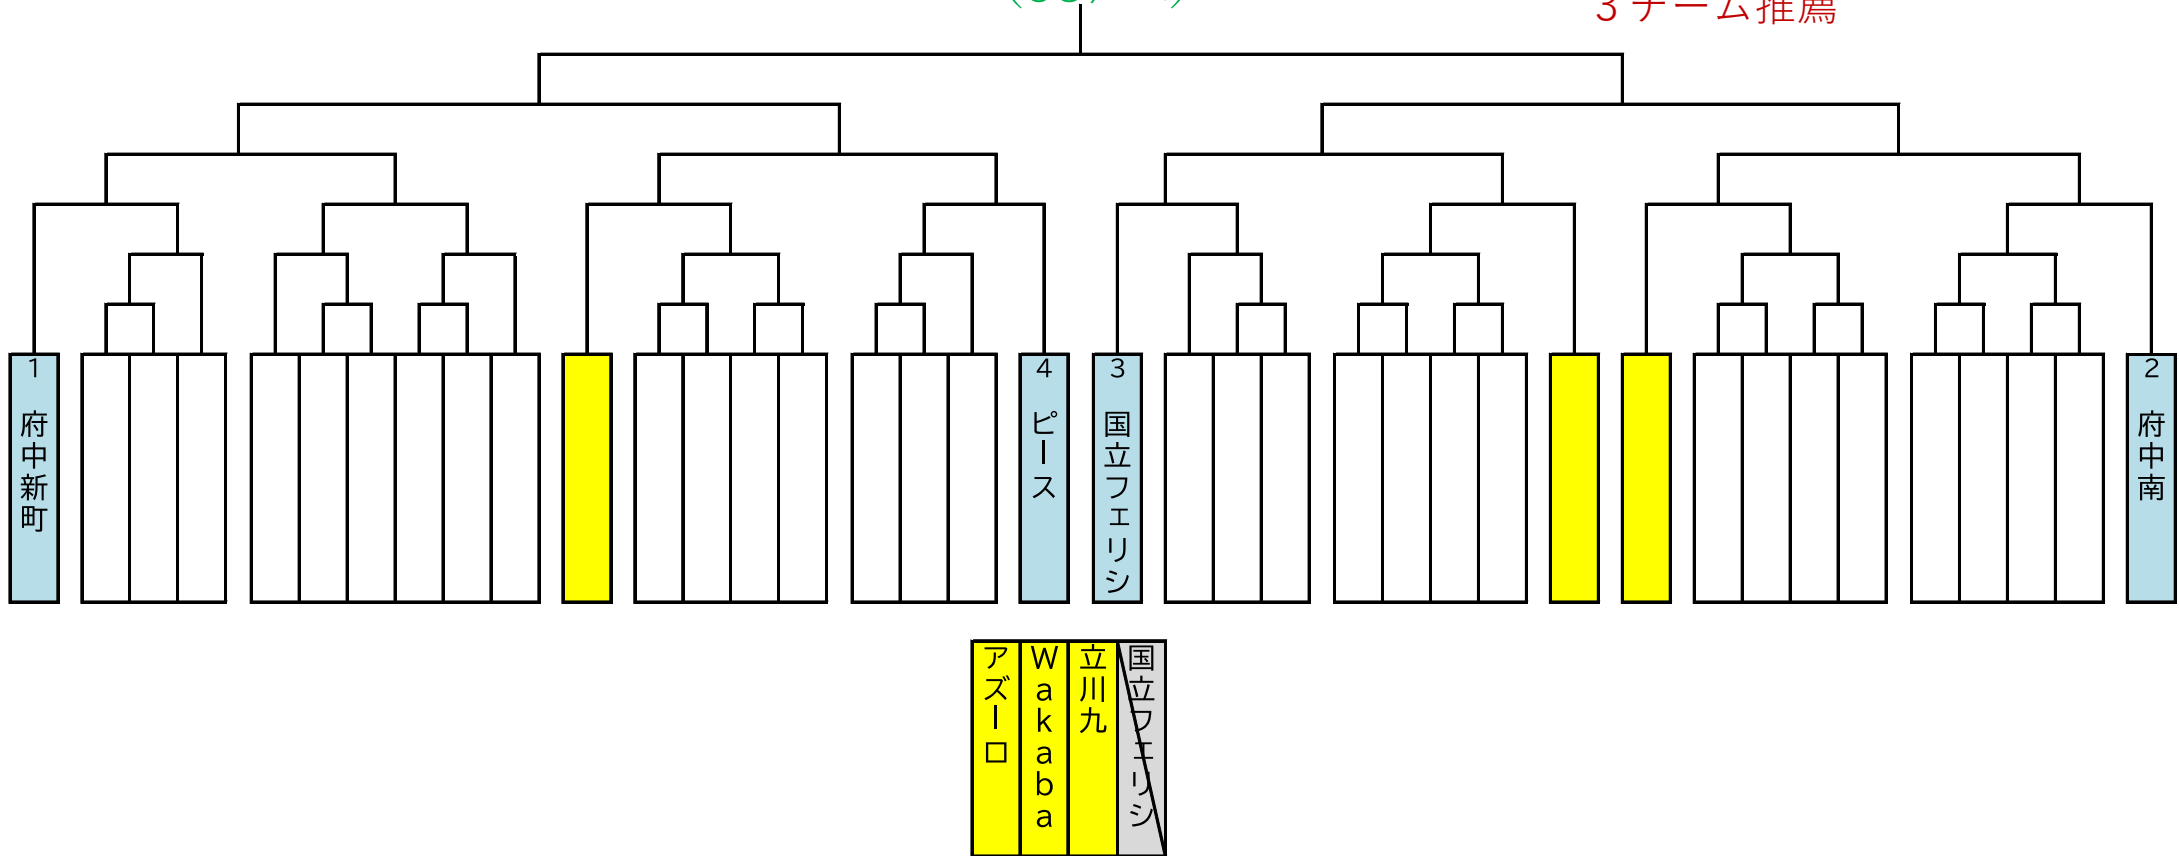 3チーム推薦
1 府中新町
4 ピース
3 国立フェリシ
2 府中南
アズーロ
Wakaba
立川九
国立フェリシ